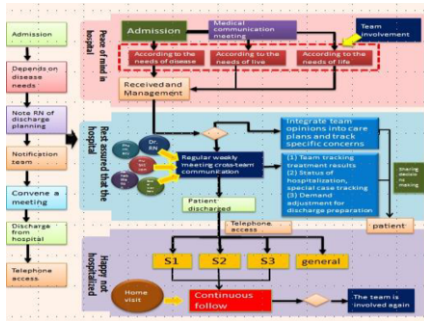 Admission
Depends on
disease
needs
Note RN of
discharge
planning
Notification
team
Convene a
meeting
Discharge
from
hospital
Telephone
access
Peace of mind in
hospital
Rest assured that the
hospital
Happy not
hospitalized
Admission
Medical
communication
meeting
Team
involvement
According to the
needs of disease
According to the
needs of live
According to the
needs of life
Received and
Management
Dr.
RN
Ragular weekly
meeting cross-team
communication
Integrate team
opinions into care
plans and track
specific concerns
(1) Team tracking
treatment results
(2) Status of
hospitalization,
special case tracking
(3) Demand
adjustment for
discharge preparation
Sharing
making
Patient
discharged
patient
Telephone
access
S1
S2
S3
general
Home
visit
Continuous
follow
The team is
involved again